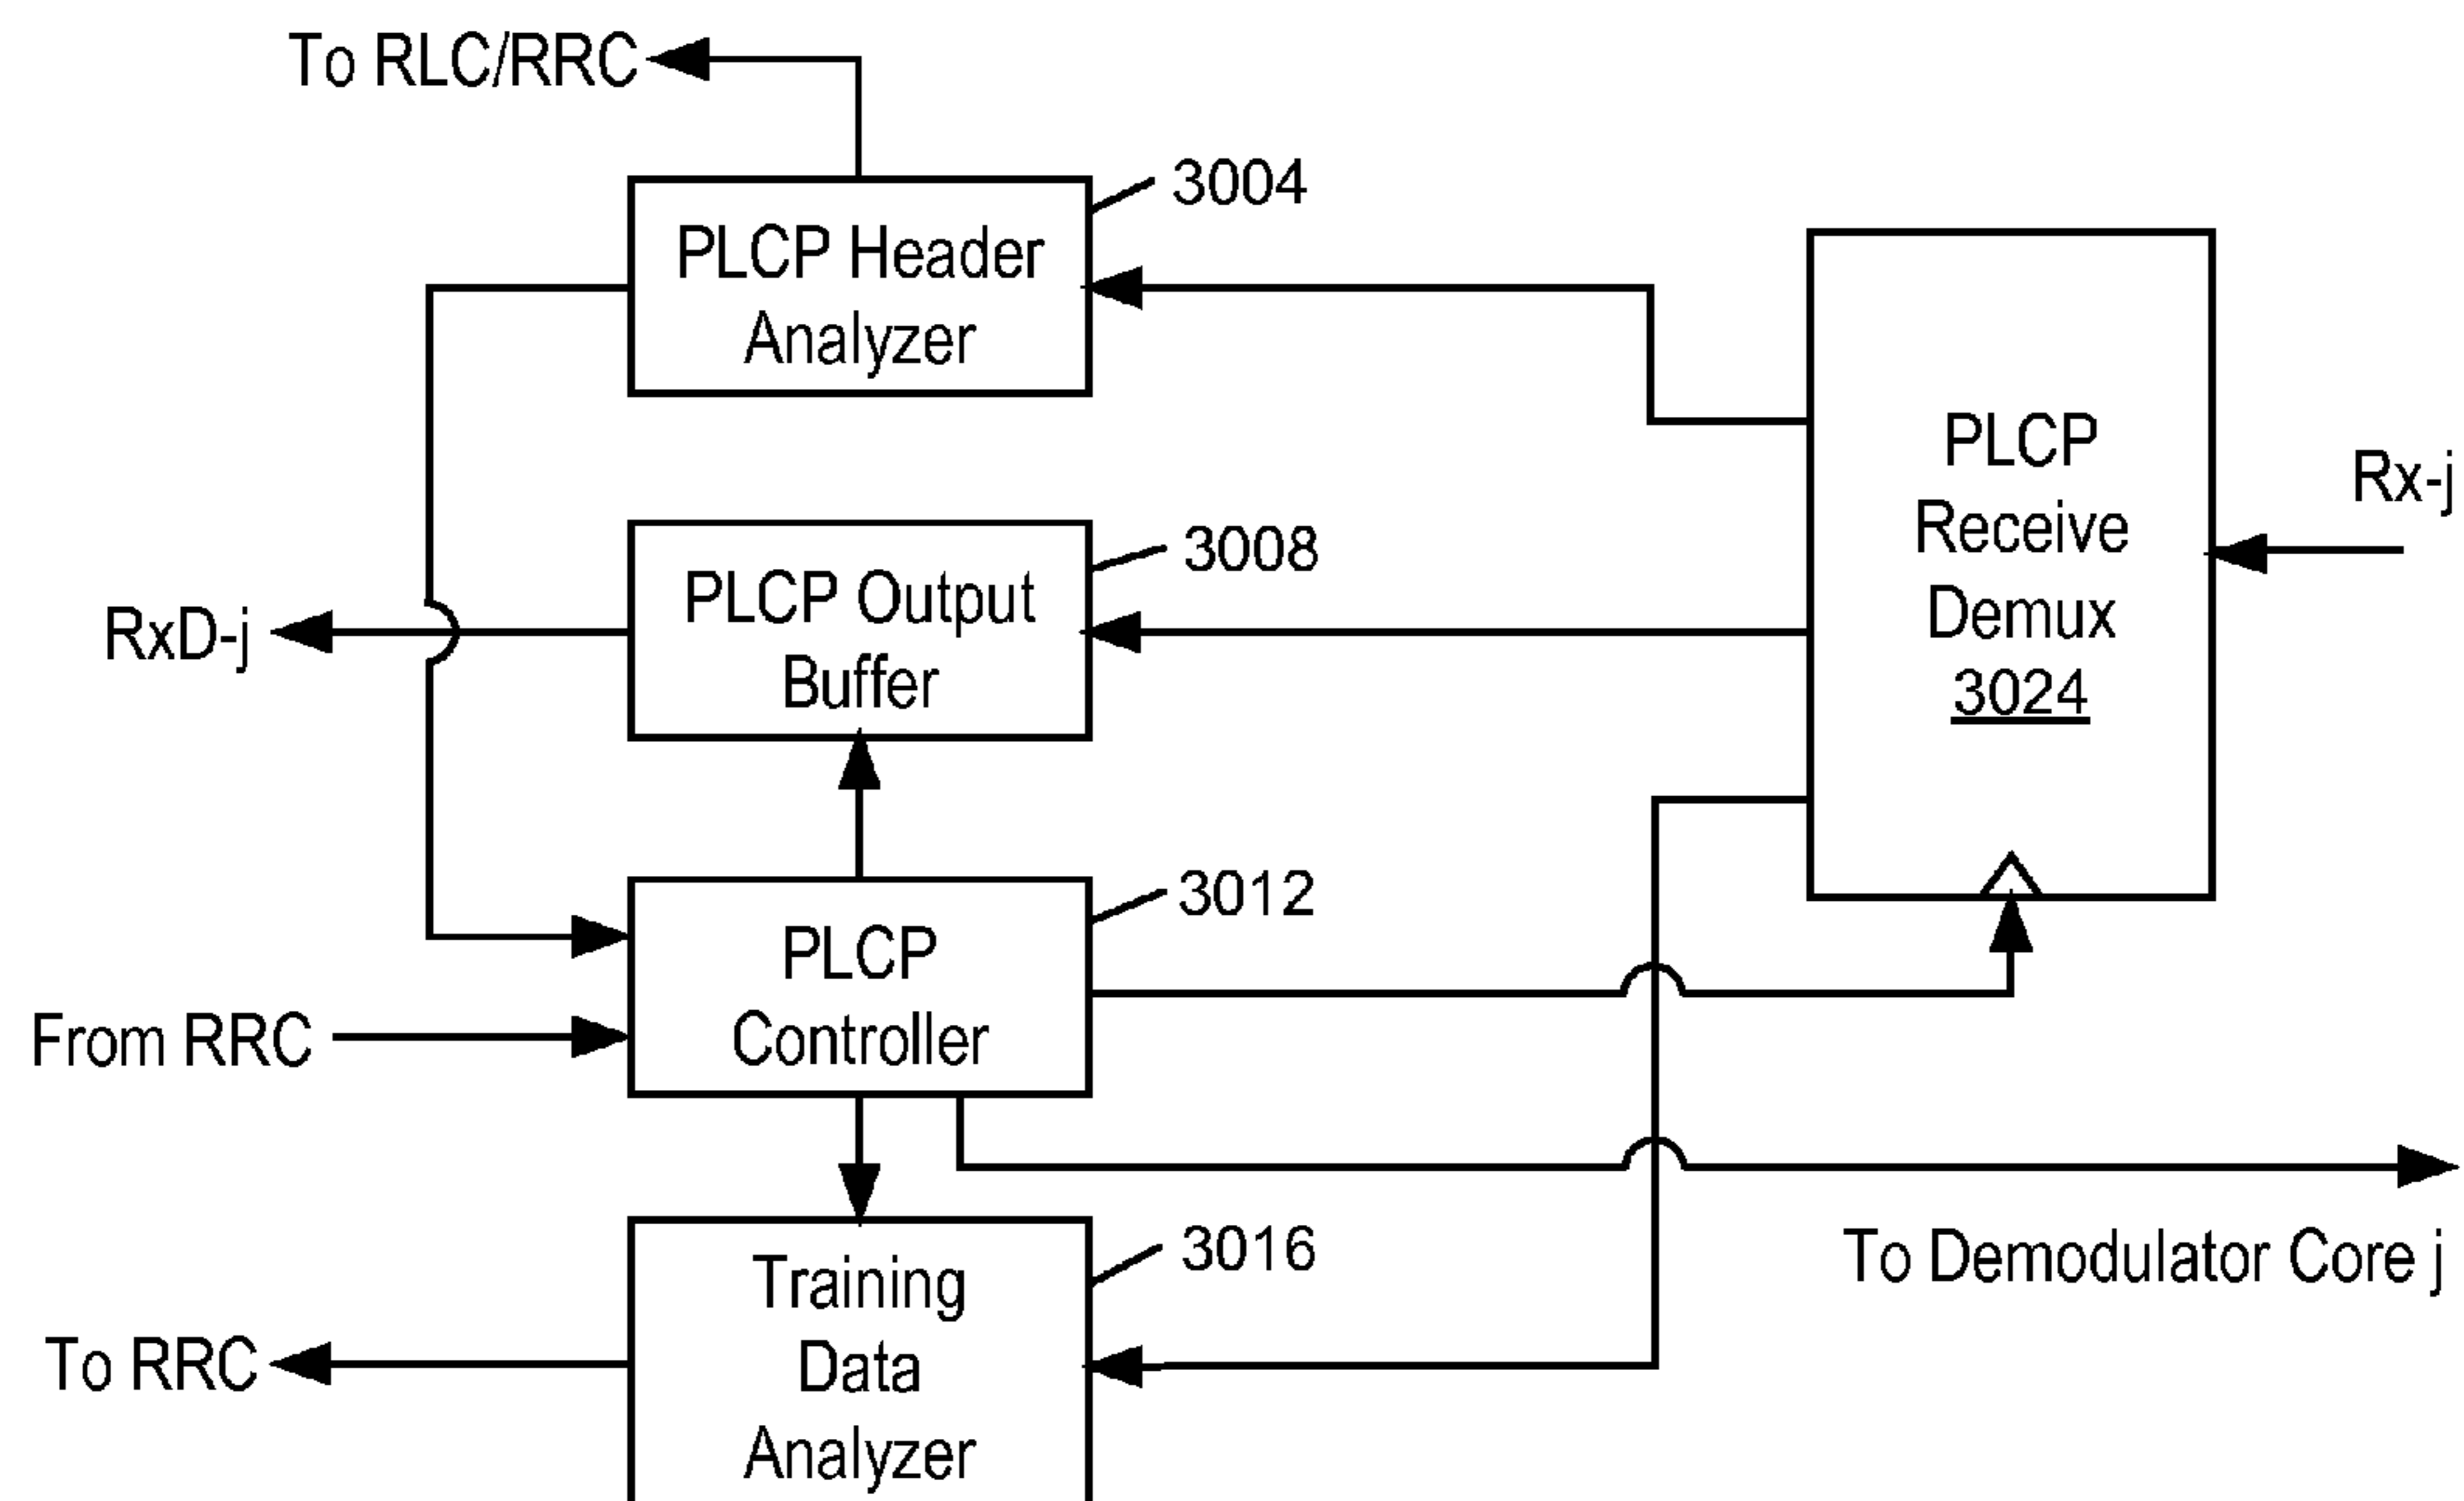 To RLC/RRC
3004
PLCP Header
Analyzer
PLCP
Receive
Demux
3024
Rx-j
3008
PLCP Output
Buffer
RxD-j
3012
PLCP
Controller
From RRC
To Demodulator Core j
3016
Training
Data
Analyzer
To RRC